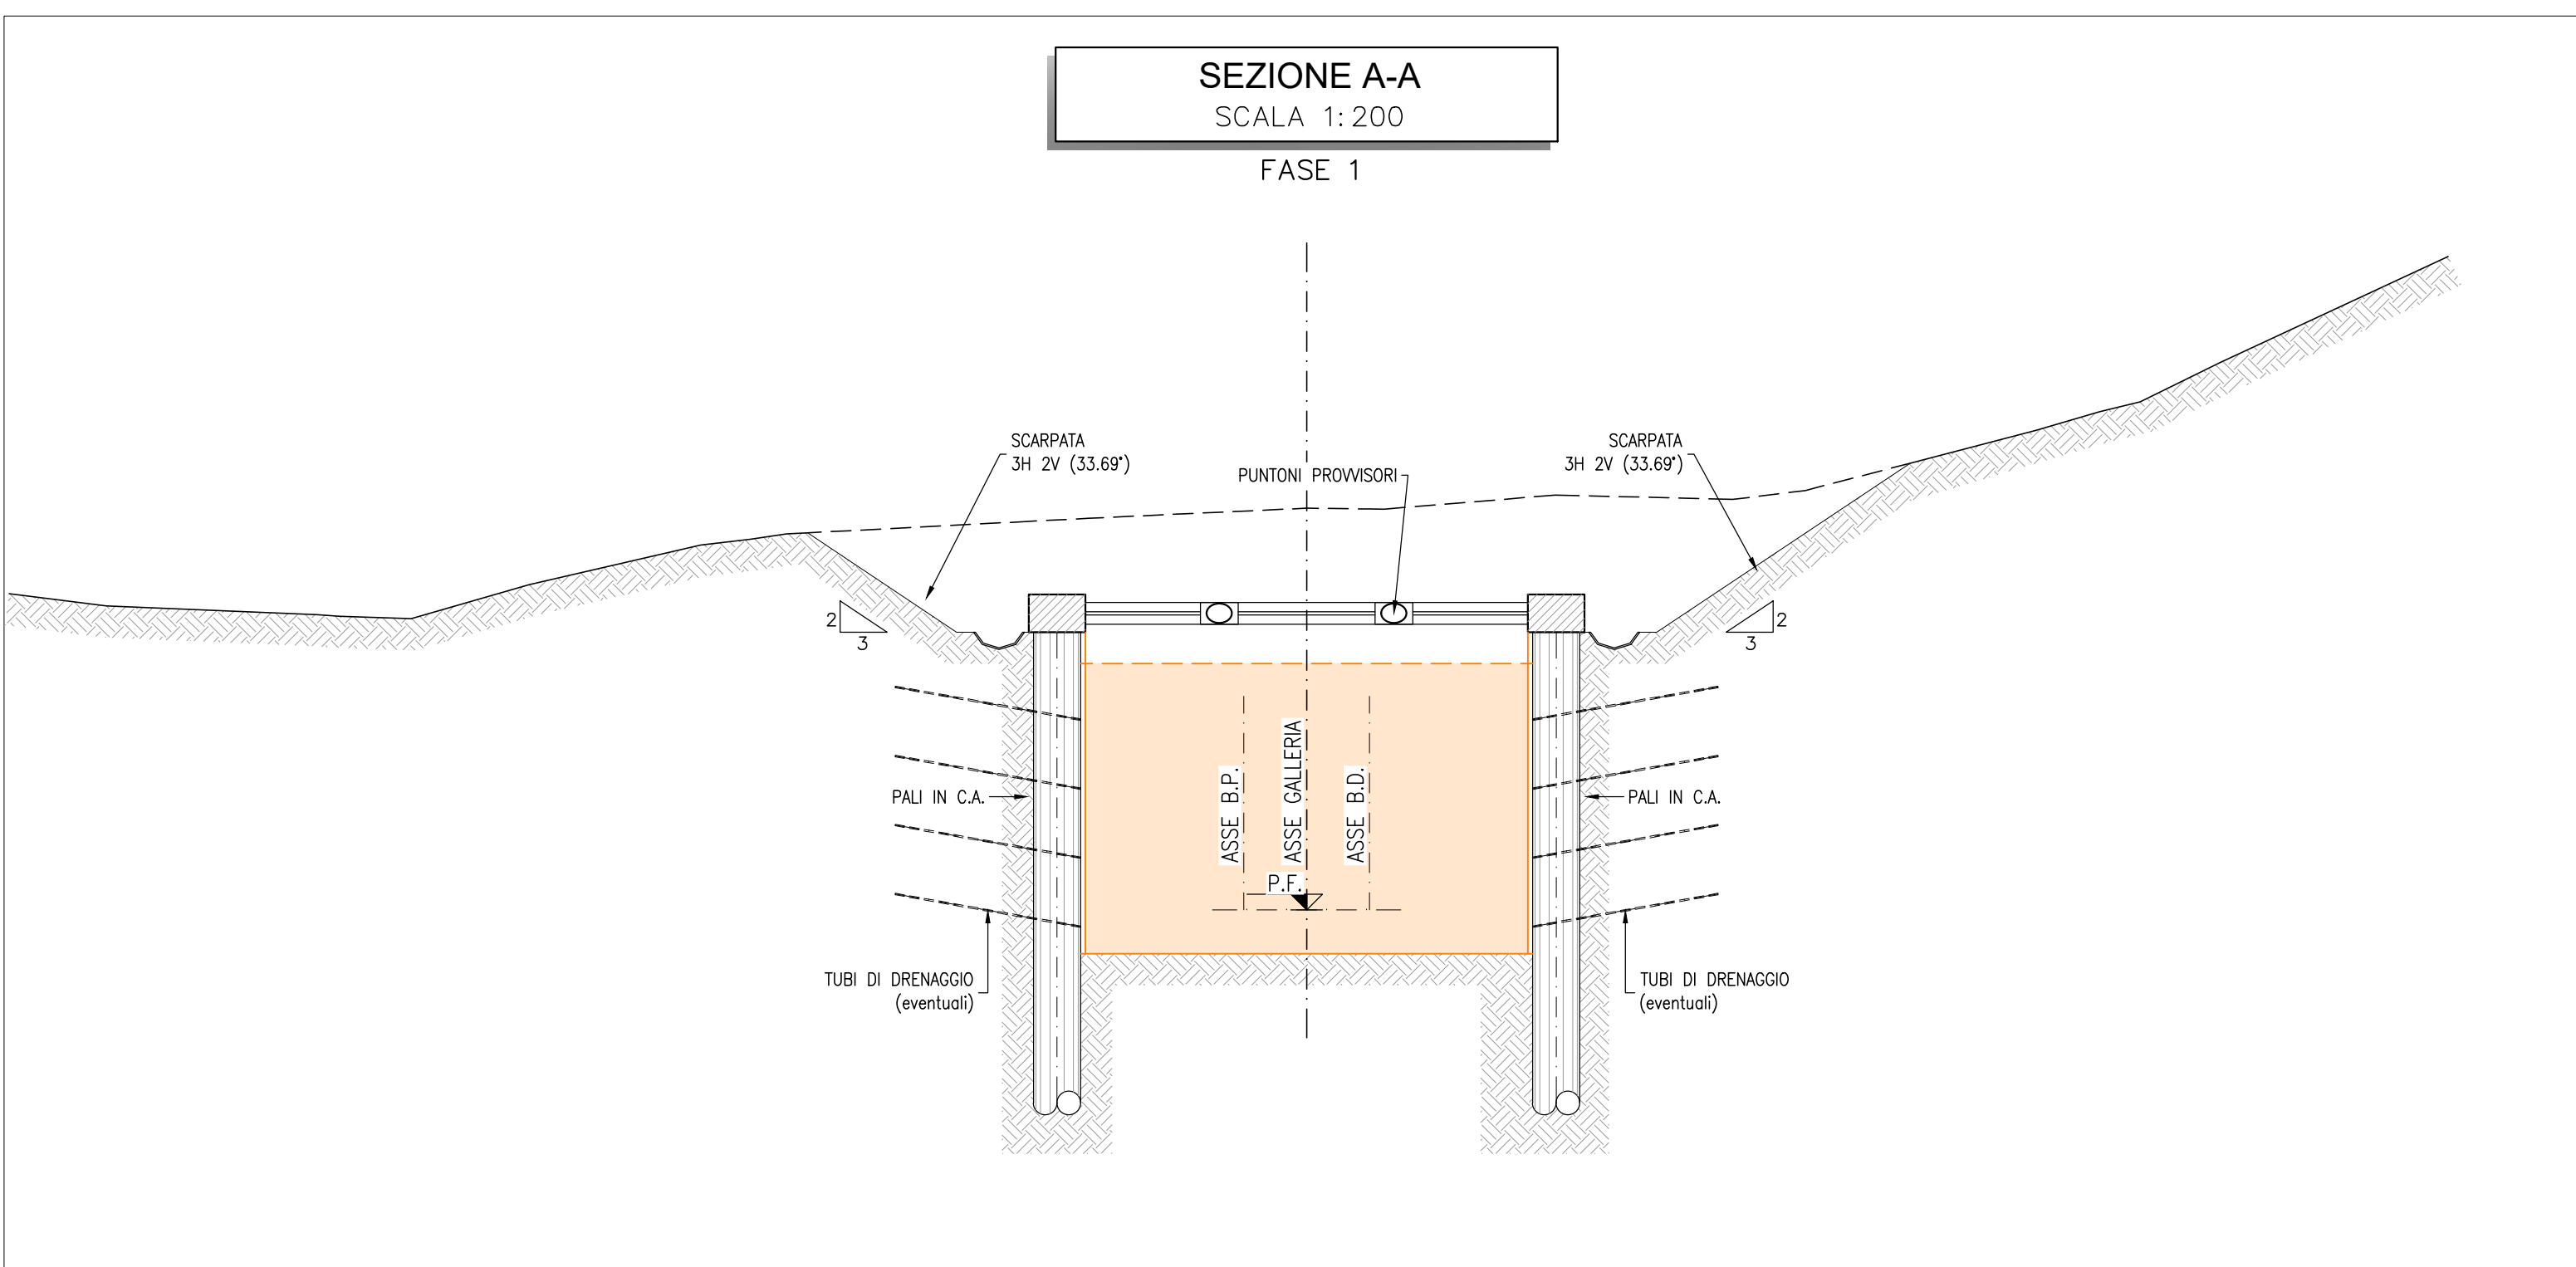 SEZIONE A-A
SCALA 1:200
FASE 1
SCARPATA
3H 2V (33.69°)
PUNTONI PROVVISORI
SCARPATA
3H 2V (33.69°)
2
3
2
3
PALI IN C.A.
ASSE B.P.
ASSE GALLERIA
ASSE B.D.
PALI IN C.A.
P.F.
TUBI DI DRENAGGIO
(eventuali)
TUBI DI DRENAGGIO
(eventuali)